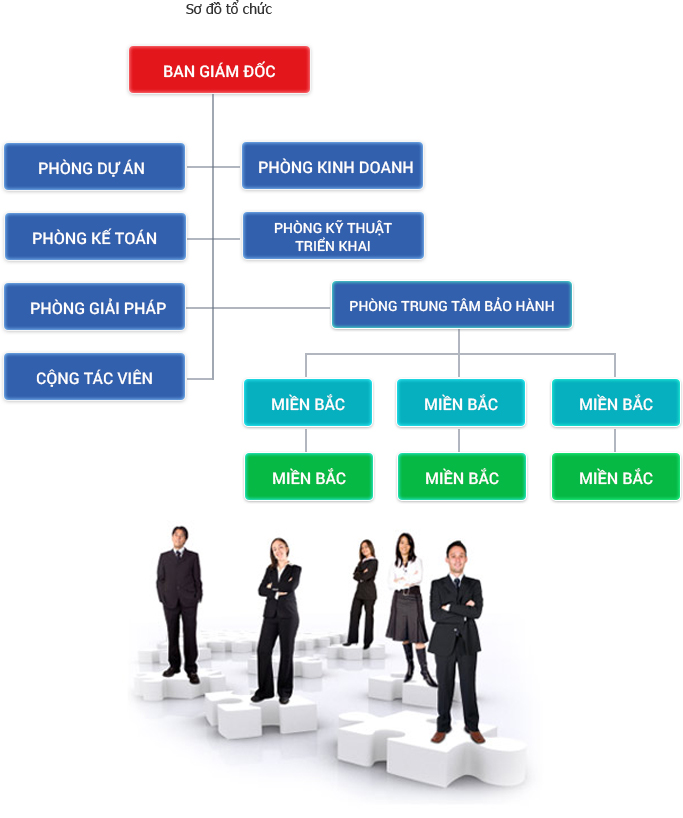 Sơ đồ tổ chức
BAN GIÁM ĐỐC
PHÒNG DỰ ÁN
PHÒNG KINH DOANH
PHÒNG KẾ TOÁN
PHÒNG KỸ THUẬT
TRIỂN KHAI
PHÒNG GIẢI PHÁP
PHÒNG TRUNG TÂM BẢO HÀNH
CỘNG TÁC VIÊN
MIỀN BẮC
MIỀN BẮC
MIỀN BẮC
MIỀN BẮC
MIỀN BẮC
MIỀN BẮC